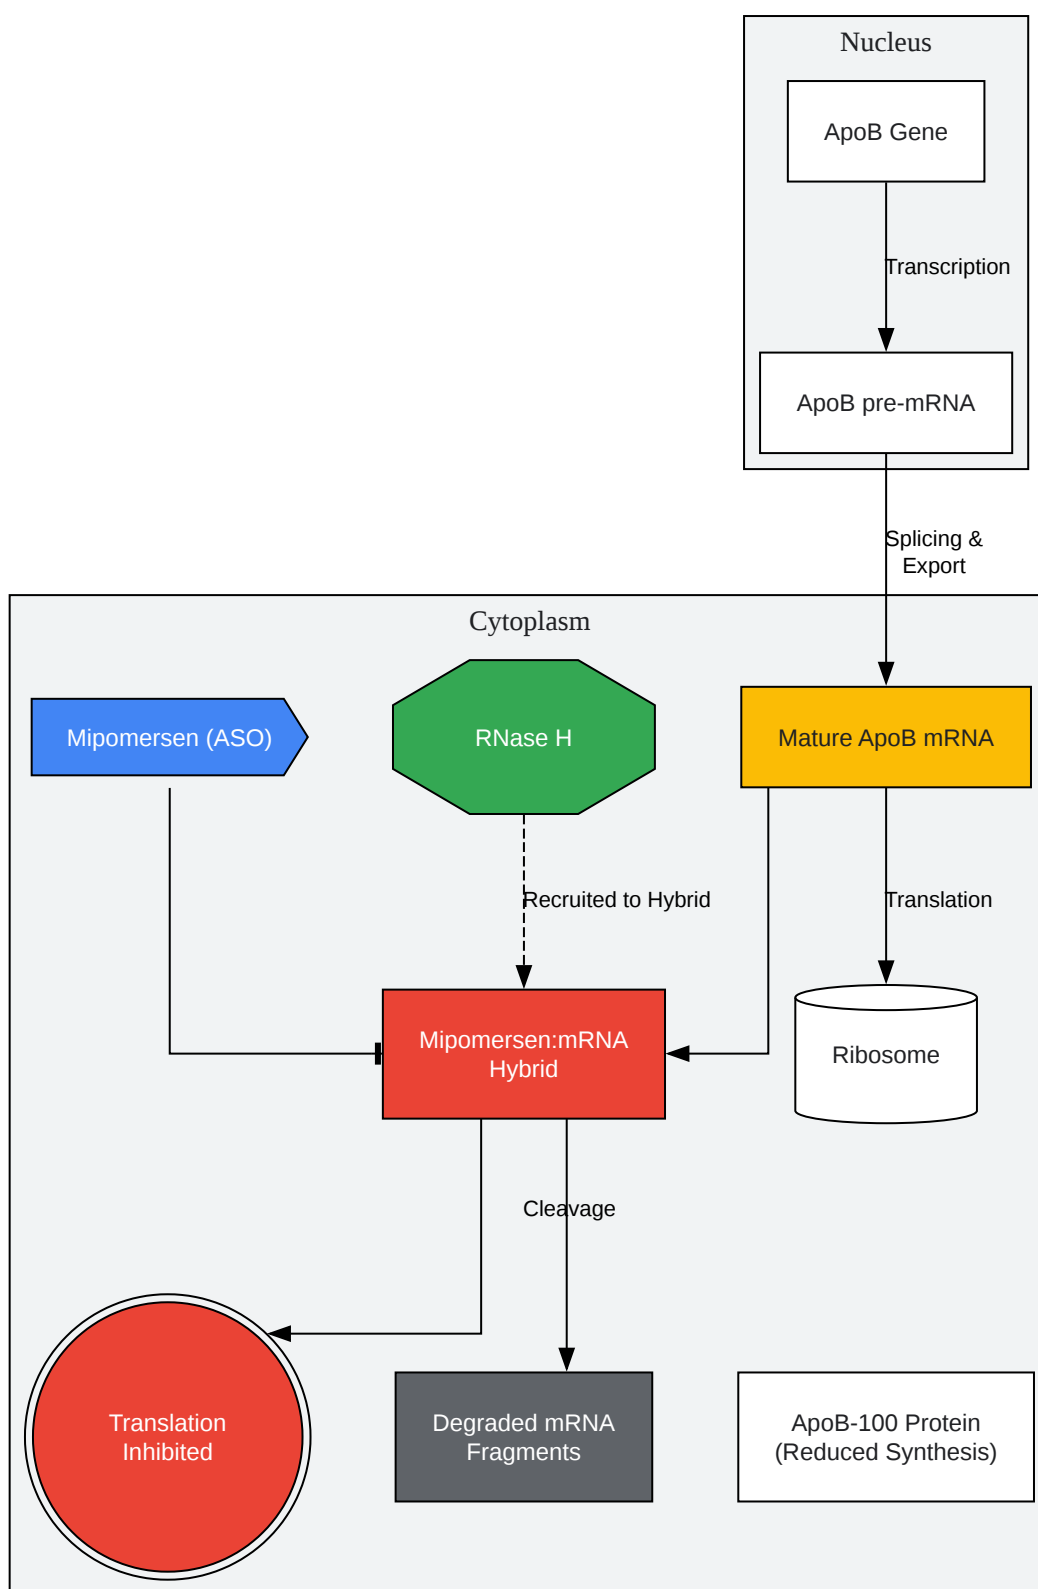 Nucleus
ApoB Gene
Transcription
ApoB pre-mRNA
Splicing &
Export
Cytoplasm
Mipomersen (ASO)
RNase H
Mature ApoB mRNA
Recruited to Hybrid
Translation
Mipomersen:mRNA
Hybrid
Ribosome
Cleavage
Translation
Inhibited
Degraded mRNA
Fragments
ApoB-100 Protein
(Reduced Synthesis)